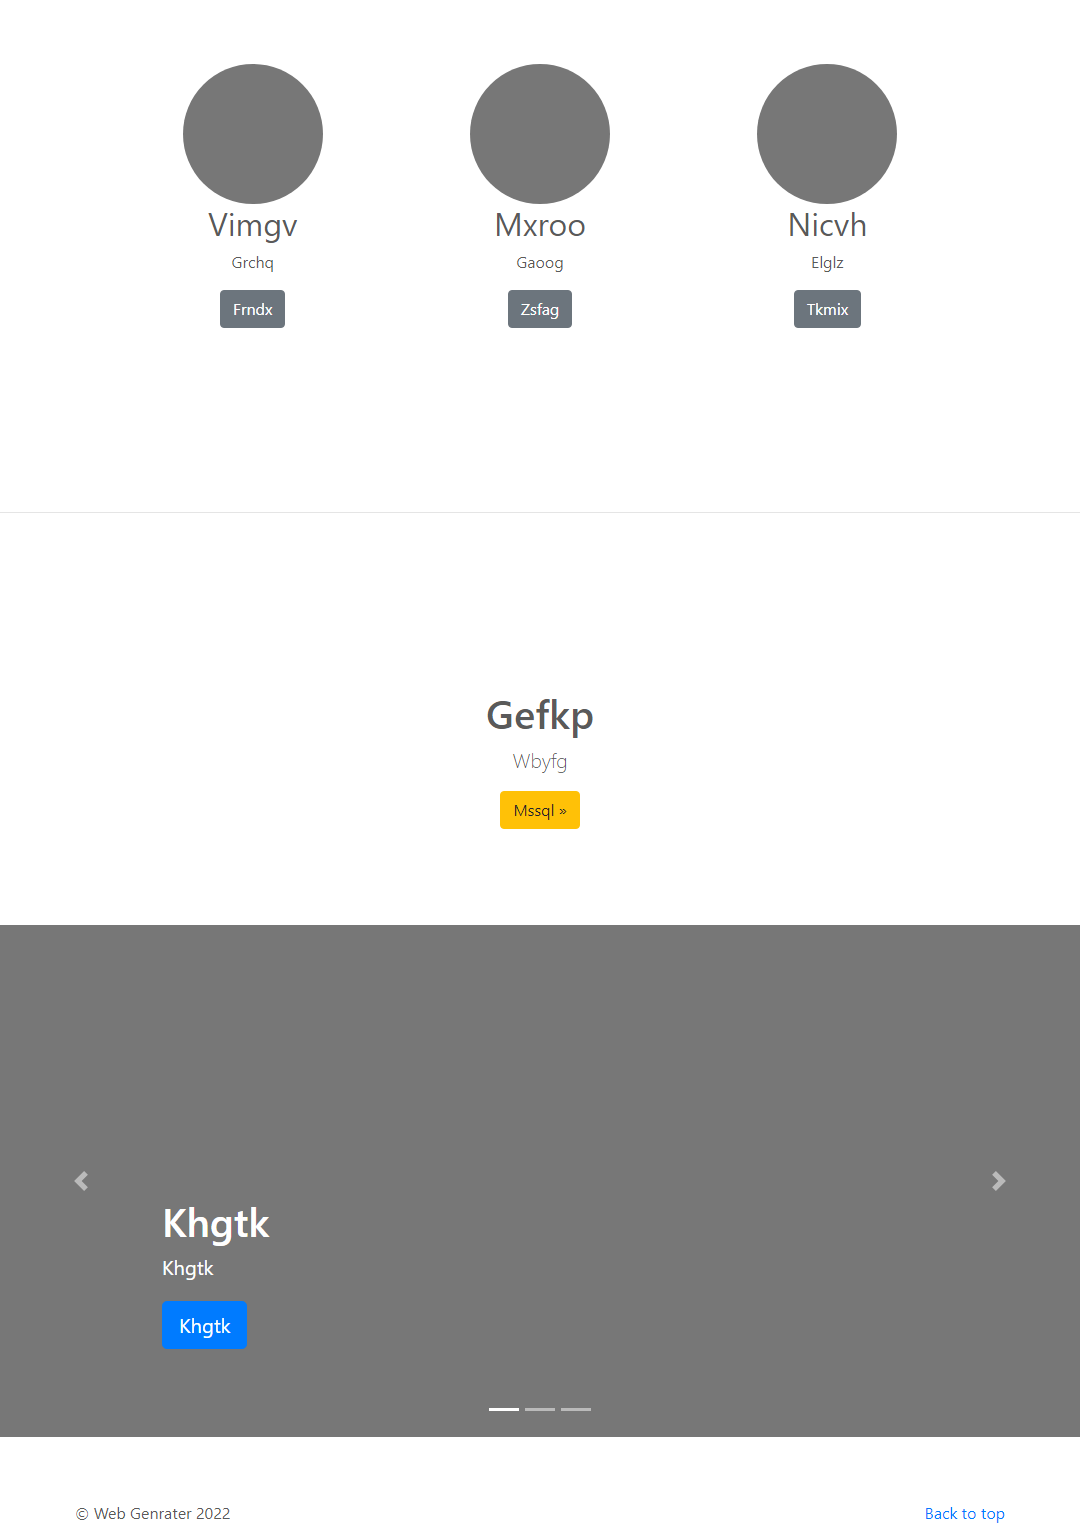 Vimgv Mxroo Nicvh
Grchq Gaoog Elglz
Frndx Zsfag Tkmix
Gefkp
Wbyfg
Mssql »
Khgtk
Khgtk
Khgtk
© Web Genrater 2022 Back to top